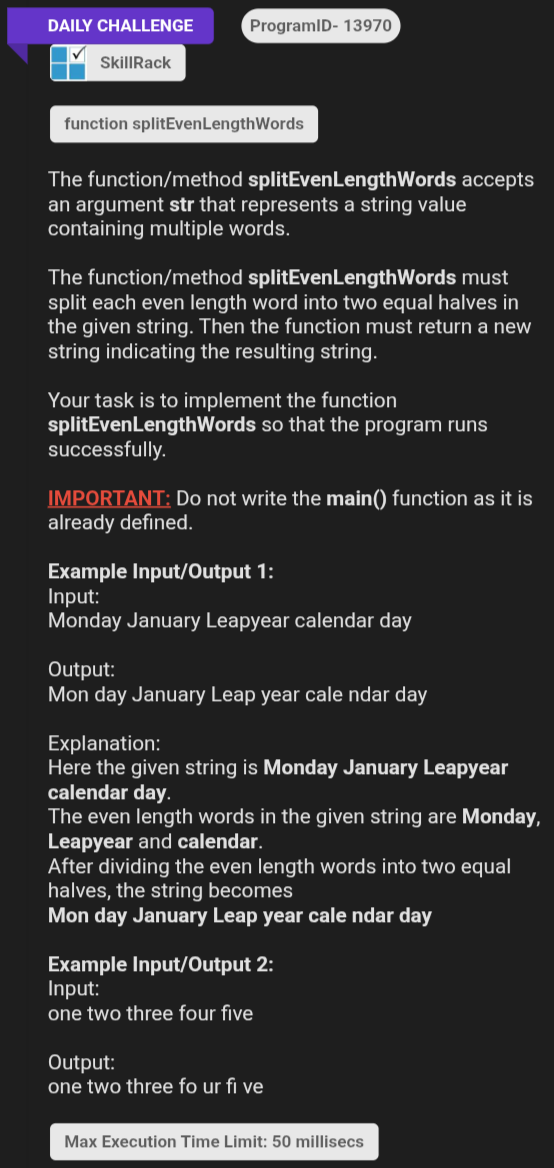 DAILY CHALLENGE
ProgramID- 13970
SkillRack
function splitEvenLengthWords
The function/method splitEvenLengthWords accepts
an argument str that represents a string value
containing multiple words.
The function/method splitEvenLengthWords must
split each even length word into two equal halves in
the given string. Then the function must return a new
string indicating the resulting string.
Your task is to implement the function
splitEvenLengthWords so that the program runs
successfully.
IMPORTANT: Do not write the main() function as it is
already defined.
Example Input/Output 1:
Input:
Monday January Leapyear calendar day
Output:
Mon day January Leap year cale ndar day
Explanation:
Here the given string is Monday January Leapyear
calendar day.
The even length words in the given string are Monday,
Leapyear and calendar.
After dividing the even length words into two equal
halves, the string becomes
Mon day January Leap year cale ndar day
Example Input/Output 2:
Input:
one two three four five
Output:
one two three fo ur fi ve
Max Execution Time Limit: 50 millisecs